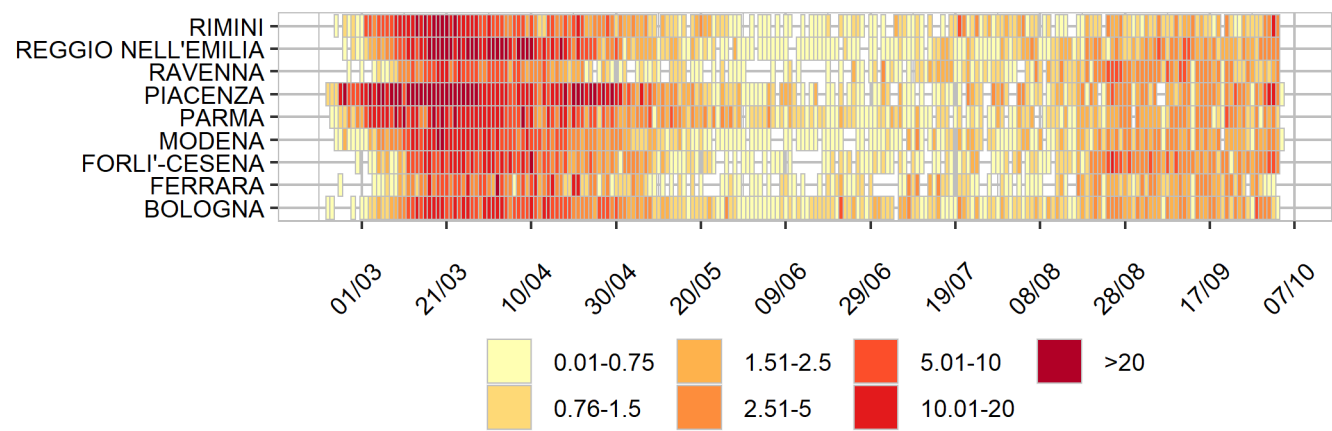 RIMINI
REGGIO NELL'EMILIA
RAVENNA
PIACENZA
PARMA
MODENA
FORLI'-CESENA
FERRARA
BOLOGNA
01/03 21/03 10/04 30/04 20/05 09/06 29/06 19/07 08/08 28/08 17/09 07/10
0.01-0.75 1.51-2.5 5.01-10 >20
0.76-1.5 2.51-5 10.01-20